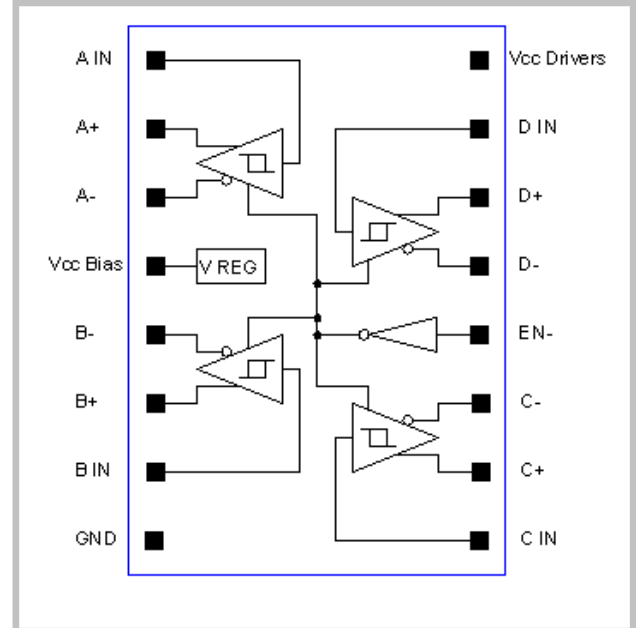 A IN
Vcc Drivers
A+
D IN
A-
D+
Vcc Bias
V REG
D-
B-
EN-
B+
C-
B IN
C+
GND
C IN